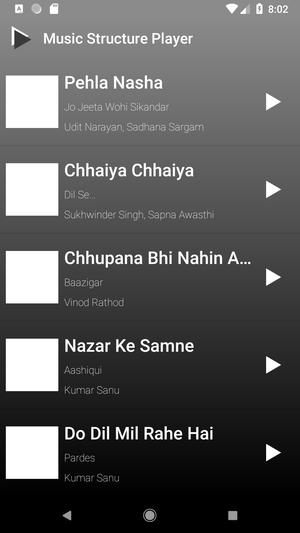 8:02
Music Structure Player
Pehla Nasha
Jo Jeeta Wohi Sikandar
Udit Narayan, Sadhana Sargam
Chhaiya Chhaiya
Dil Se...
Sukhwinder Singh, Sapna Awasthi
Chhupana Bhi Nahin A...
Baazigar
Vinod Rathod
Nazar Ke Samne
Aashiqui
Kumar Sanu
Do Dil Mil Rahe Hai
Pardes
Kumar Sanu